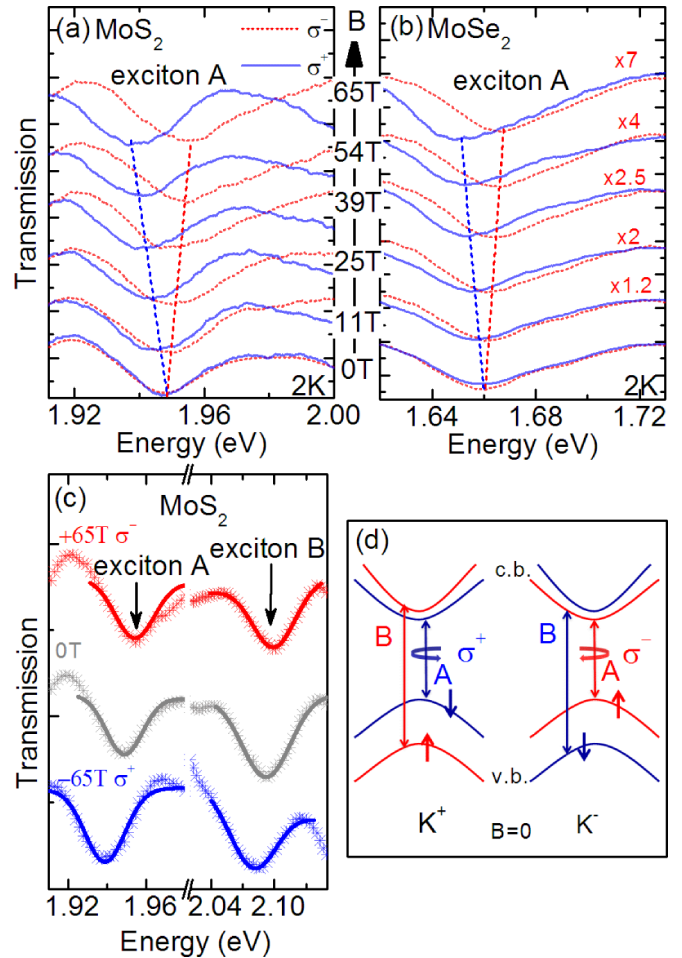 (a) MoS₂
σ⁻
σ⁺
exciton A
B
(b) MoSe₂
exciton A
65T
54T
39T
25T
11T
0T
x7
x4
x2.5
x2
x1.2
2K
2K
Transmission
1.92
1.96
2.00
1.64
1.68
1.72
Energy (eV)
Energy (eV)
(c)
MoS₂
+65T σ⁻
exciton A
exciton B
0T
−65T σ⁺
Transmission
1.92
1.96
2.04
2.10
Energy (eV)
(d)
c.b.
B
σ⁺
A
B
σ⁻
A
v.b.
K⁺
B=0
K⁻